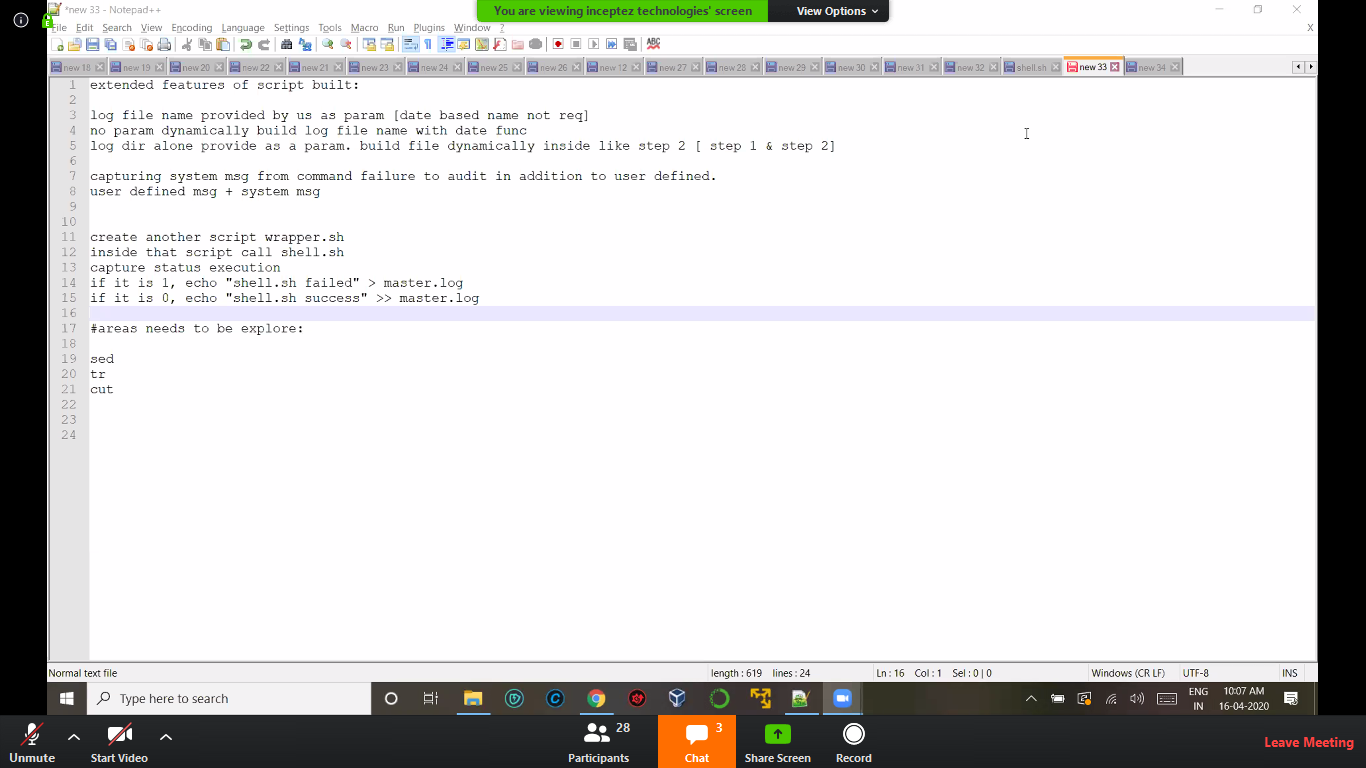 *new 33 - Notepad++
You are viewing inceptez technologies' screen
View Options
File Edit Search View Encoding Language Settings Tools Macro Run Plugins Window ?
X
new 18 new 19 new 20 new 22 new 21 new 23 new 24 new 25 new 26 new 12 new 27 new 28 new 29 new 30 new 31 new 32 shell.sh new 33 new 34
1 extended features of script built:
2
3 log file name provided by us as param [date based name not req]
4 no param dynamically build log file name with date func
5 log dir alone provide as a param. build file dynamically inside like step 2 [ step 1 & step 2]
6
7 capturing system msg from command failure to audit in addition to user defined.
8 user defined msg + system msg
9
10
11 create another script wrapper.sh
12 inside that script call shell.sh
13 capture status execution
14 if it is 1, echo "shell.sh failed" > master.log
15 if it is 0, echo "shell.sh success" >> master.log
16
17 #areas needs to be explore:
18
19 sed
20 tr
21 cut
22
23
24
Normal text file length : 619 lines : 24 Ln : 16 Col : 1 Sel : 0 | 0 Windows (CR LF) UTF-8 INS
Type here to search
ENG
IN
10:07 AM
16-04-2020
Unmute
Start Video
Participants 28
Chat 3
Share Screen
Record
Leave Meeting